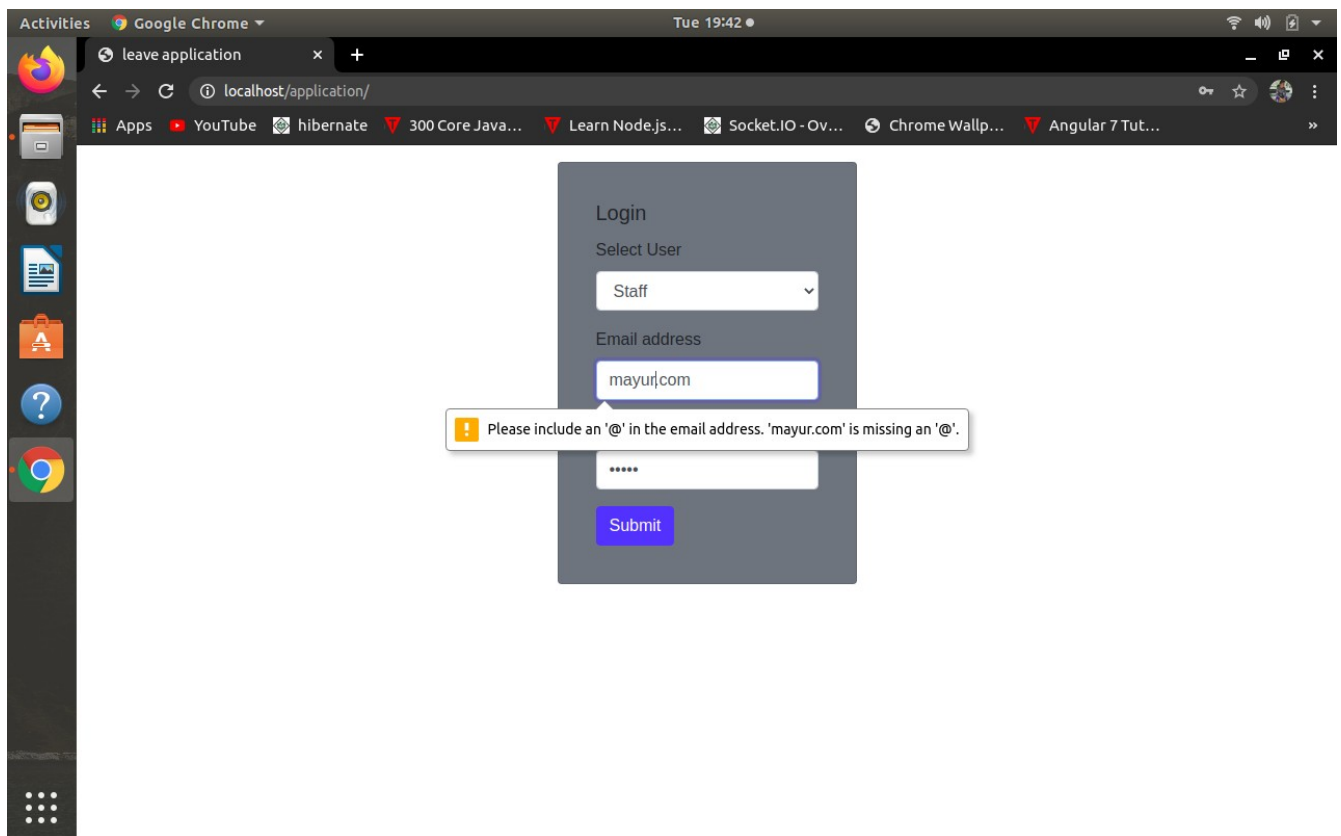 Activities Google Chrome Tue 19:42
leave application
localhost/application/
Apps YouTube hibernate 300 Core Java... Learn Node.js... Socket.IO - Ov... Chrome Wallp... Angular 7 Tut... »
Login
Select User
Staff
Email address
mayur.com
Please include an '@' in the email address. 'mayur.com' is missing an '@'.
•••••
Submit